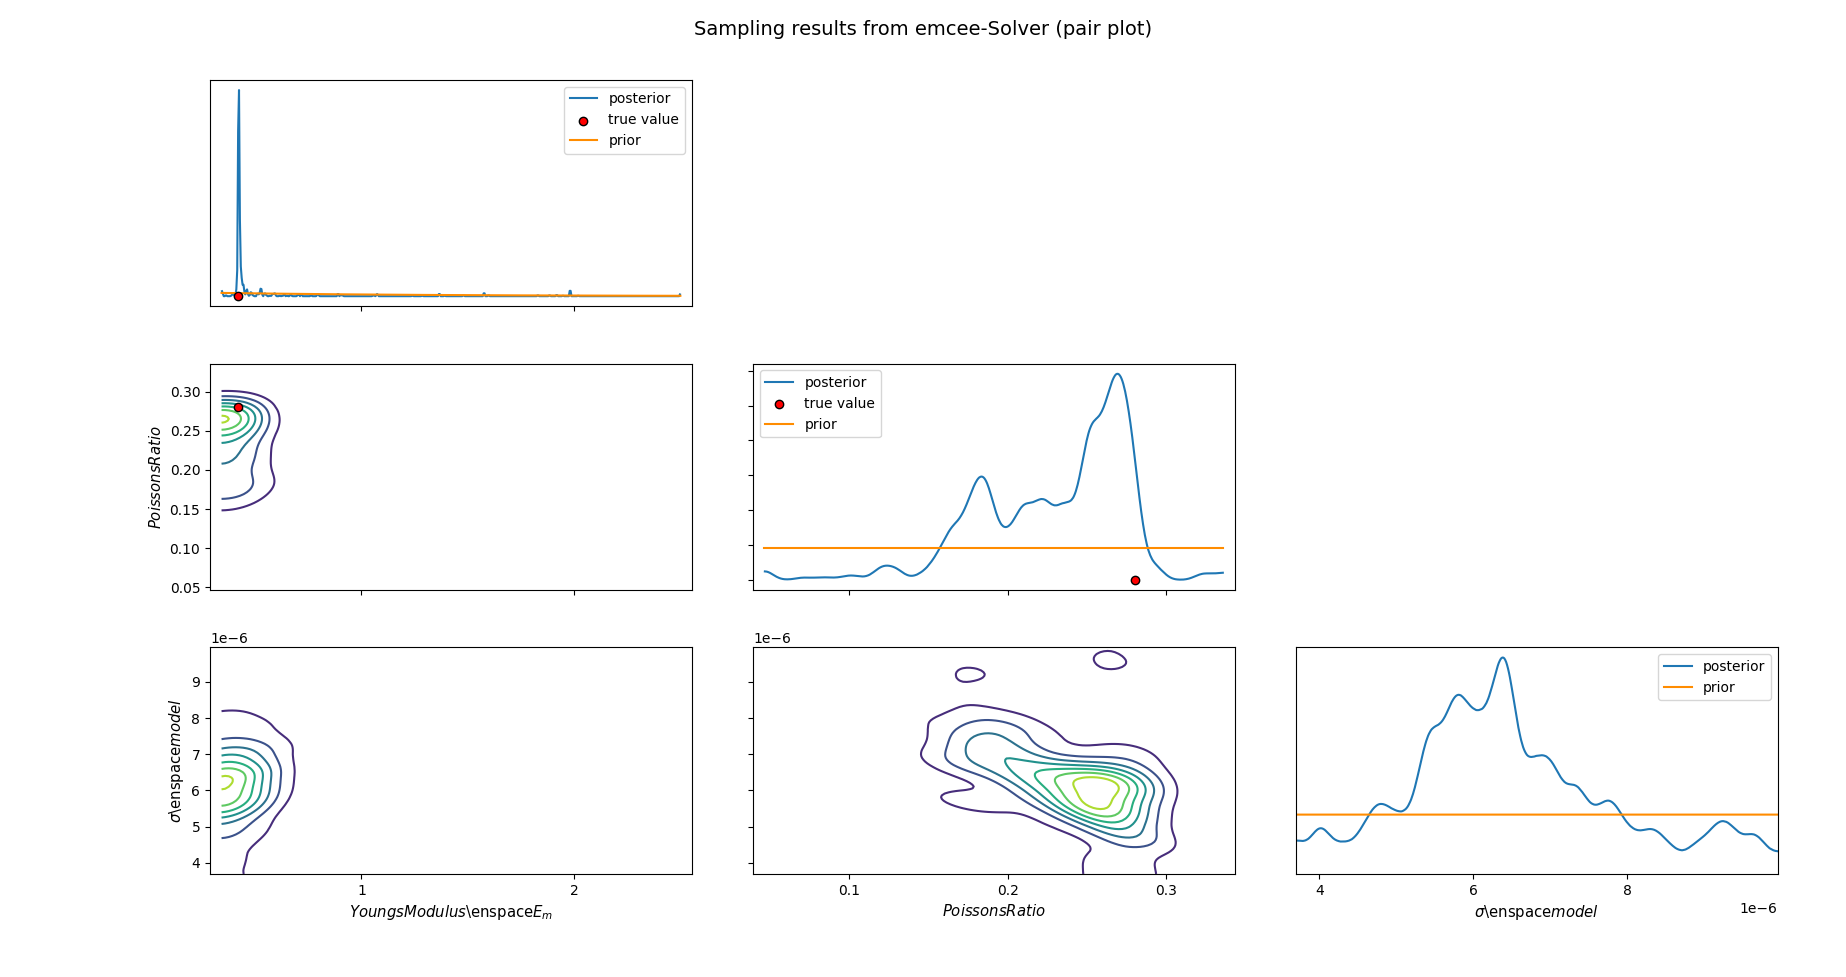 Sampling results from emcee-Solver (pair plot)
posterior
true value
prior
0.30
0.25
0.20
0.15
0.10
0.05
PoissonsRatio
posterior
true value
prior
1e−6
9
8
7
6
5
4
σ\enspacemodel
1
2
YoungsModulus\enspaceE_m
1e−6
0.1
0.2
0.3
PoissonsRatio
posterior
prior
4
6
8
1e−6
σ\enspacemodel